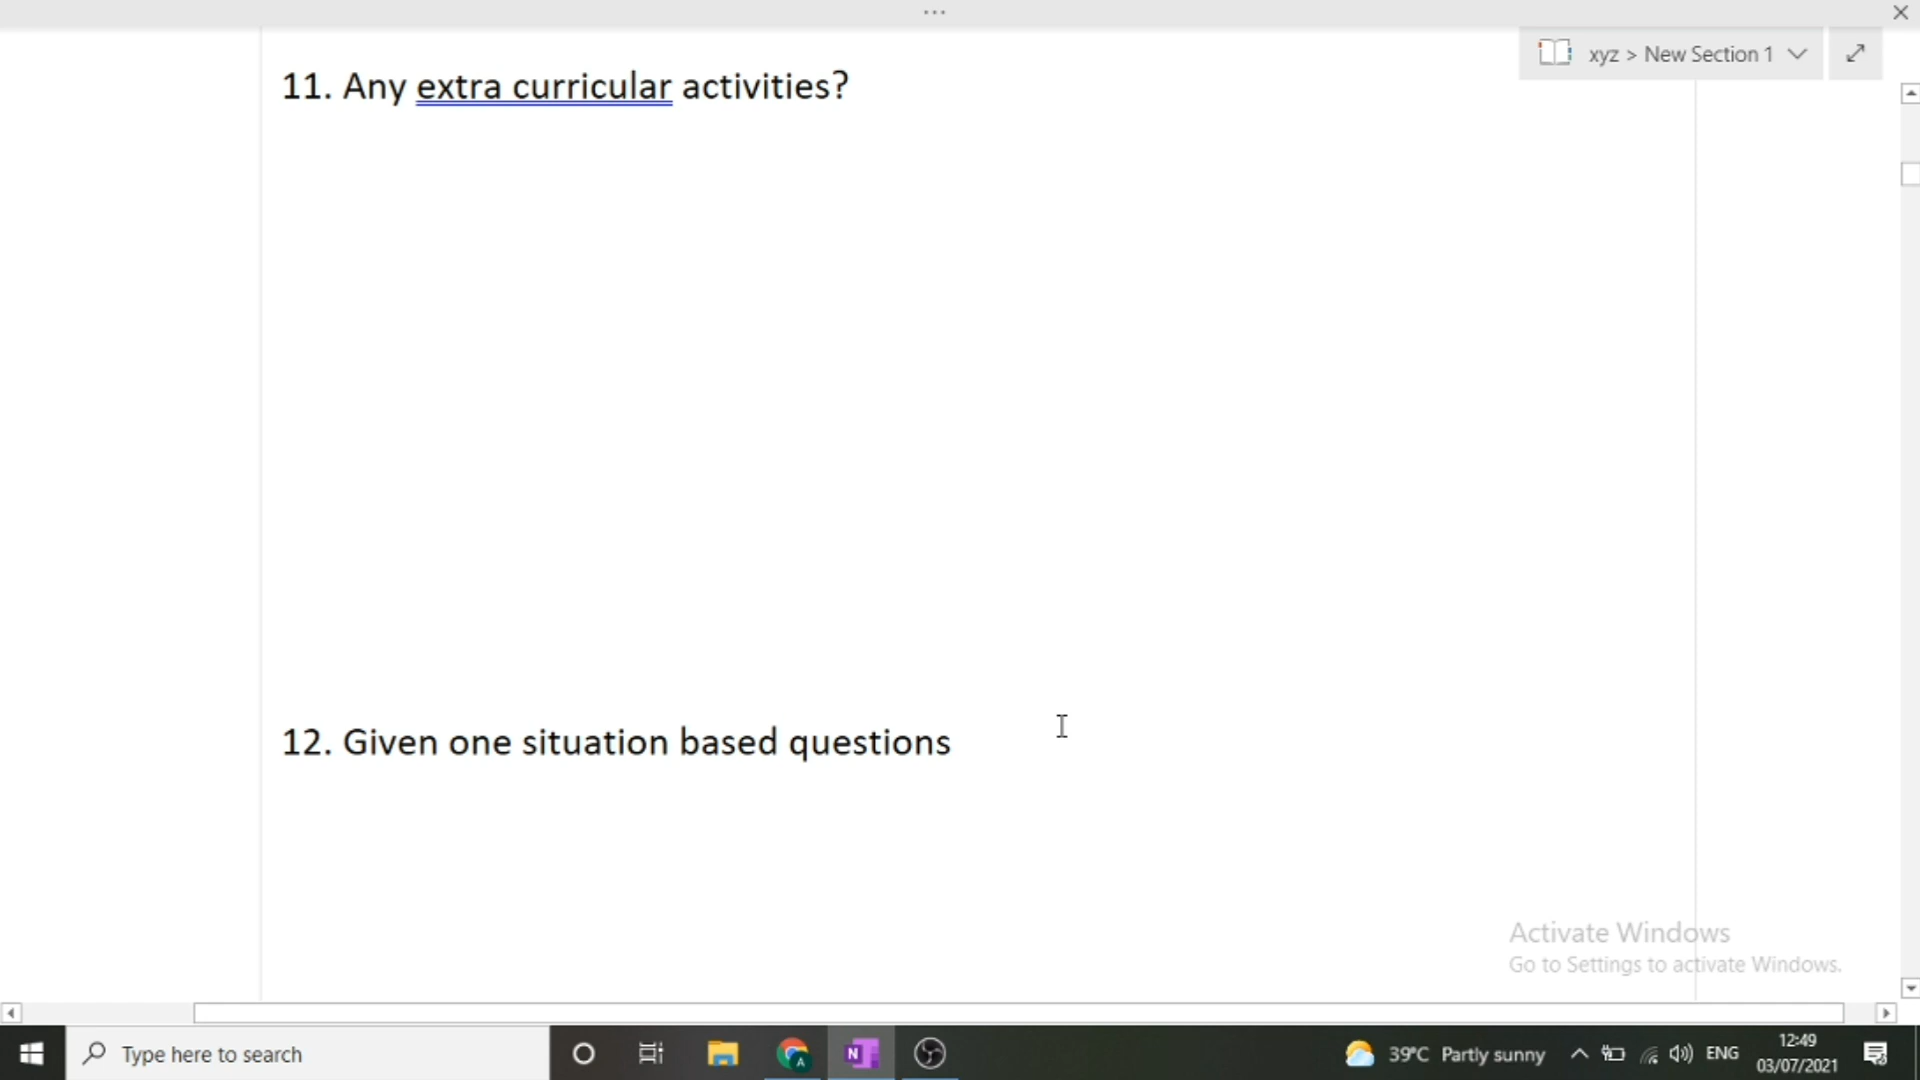 ...
xyz > New Section 1
11. Any extra curricular activities?
12. Given one situation based questions
Activate Windows
Go to Settings to activate Windows.
Type here to search
N
A
39°C Partly sunny
ENG
12:49
03/07/2021